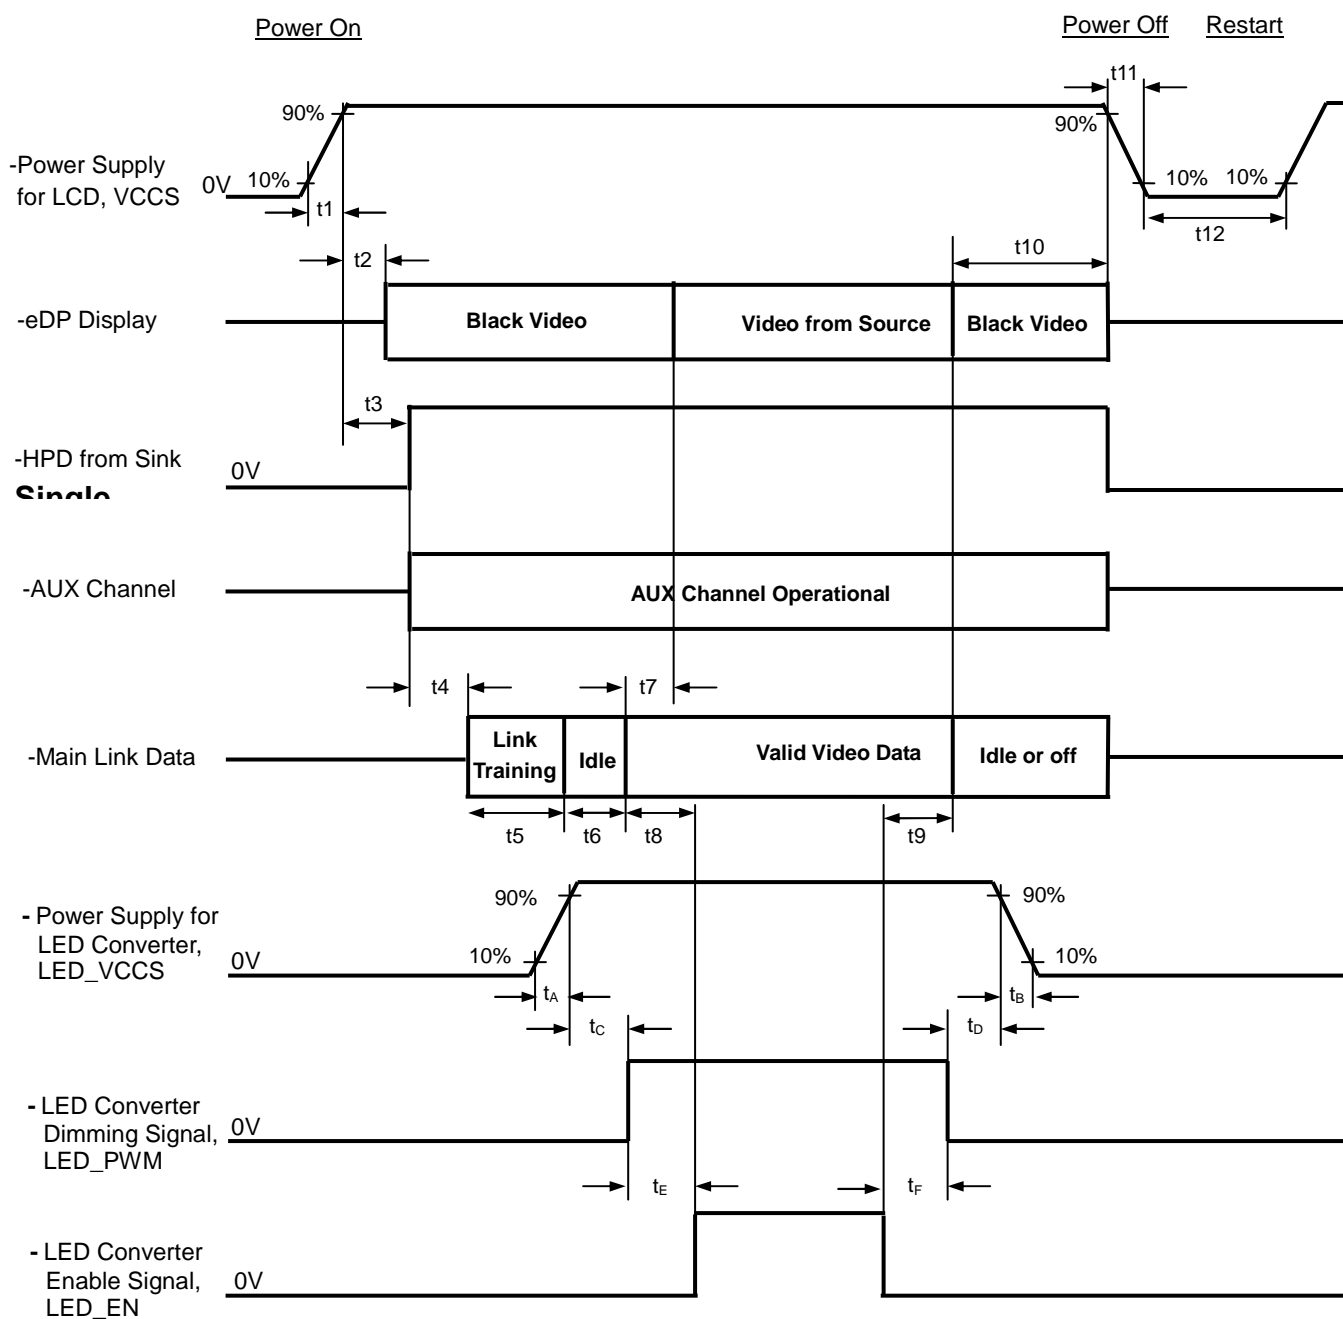 Power On
Power Off Restart
t11
90%
90%
-Power Supply
for LCD, VCCS
0V
10%
10%
10%
t1
t12
t2
t10
-eDP Display
Black Video
Video from Source
Black Video
t3
-HPD from Sink
0V
Single
-AUX Channel
AUX Channel Operational
t4
t7
-Main Link Data
Link
Training
Idle
Valid Video Data
Idle or off
t5
t6
t8
t9
90%
90%
- Power Supply for
LED Converter,
LED_VCCS
0V
10%
10%
tA
tB
tC
tD
- LED Converter
Dimming Signal,
LED_PWM
0V
tE
tF
- LED Converter
Enable Signal,
LED_EN
0V